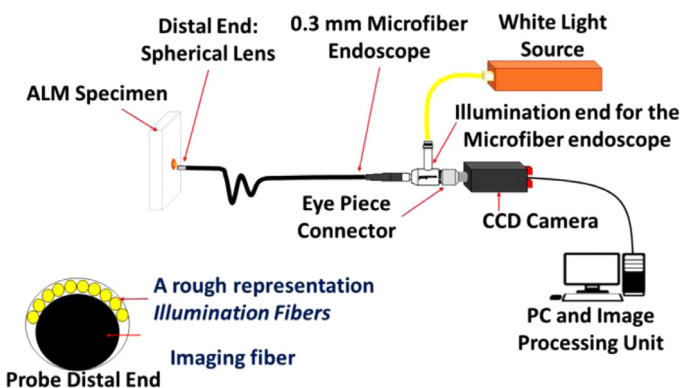 Distal End:
Spherical Lens
0.3 mm Microfiber
Endoscope
White Light
Source
ALM Specimen
Illumination end for the
Microfiber endoscope
Eye Piece
Connector
CCD Camera
A rough representation
Illumination Fibers
Imaging fiber
Probe Distal End
PC and Image
Processing Unit